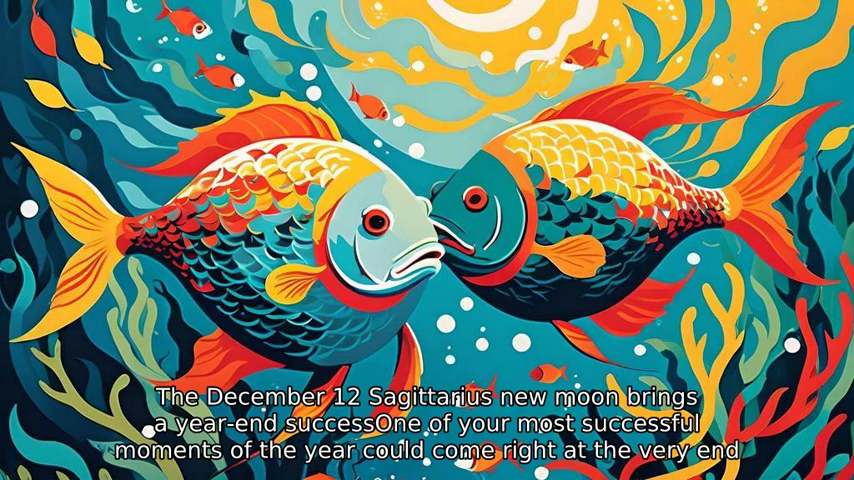 The December 12 Sagittarius new moon brings
a year-end successOne of your most successful
moments of the year could come right at the very end